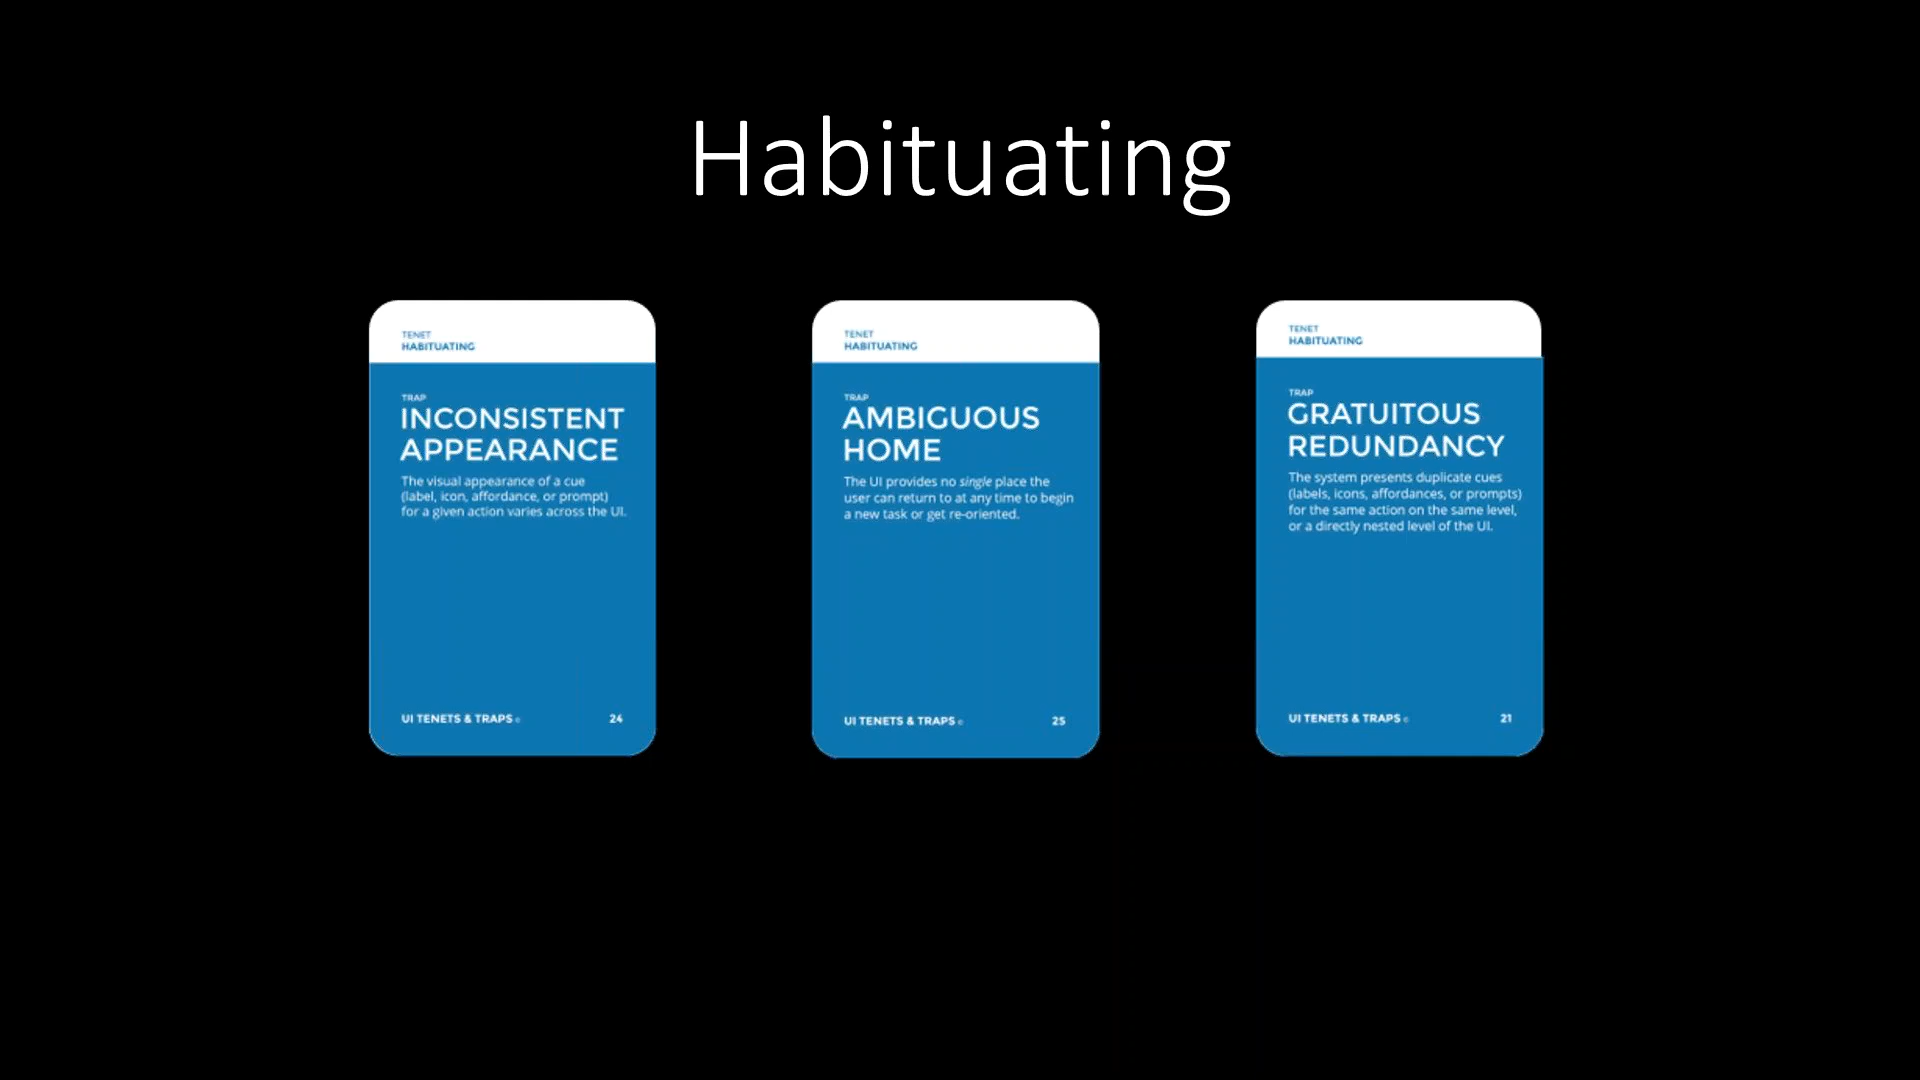 Habituating
TENET
HABITUATING
TRAP
INCONSISTENT
APPEARANCE
The visual appearance of a cue
(label, icon, affordance, or prompt)
for a given action varies across the UI.
UI TENETS & TRAPS ©
24
TENET
HABITUATING
TRAP
AMBIGUOUS
HOME
The UI provides no single place the
user can return to at any time to begin
a new task or get re-oriented.
UI TENETS & TRAPS ©
25
TENET
HABITUATING
TRAP
GRATUITOUS
REDUNDANCY
The system presents duplicate cues
(labels, icons, affordances, or prompts)
for the same action on the same level,
or a directly nested level of the UI.
UI TENETS & TRAPS ©
21